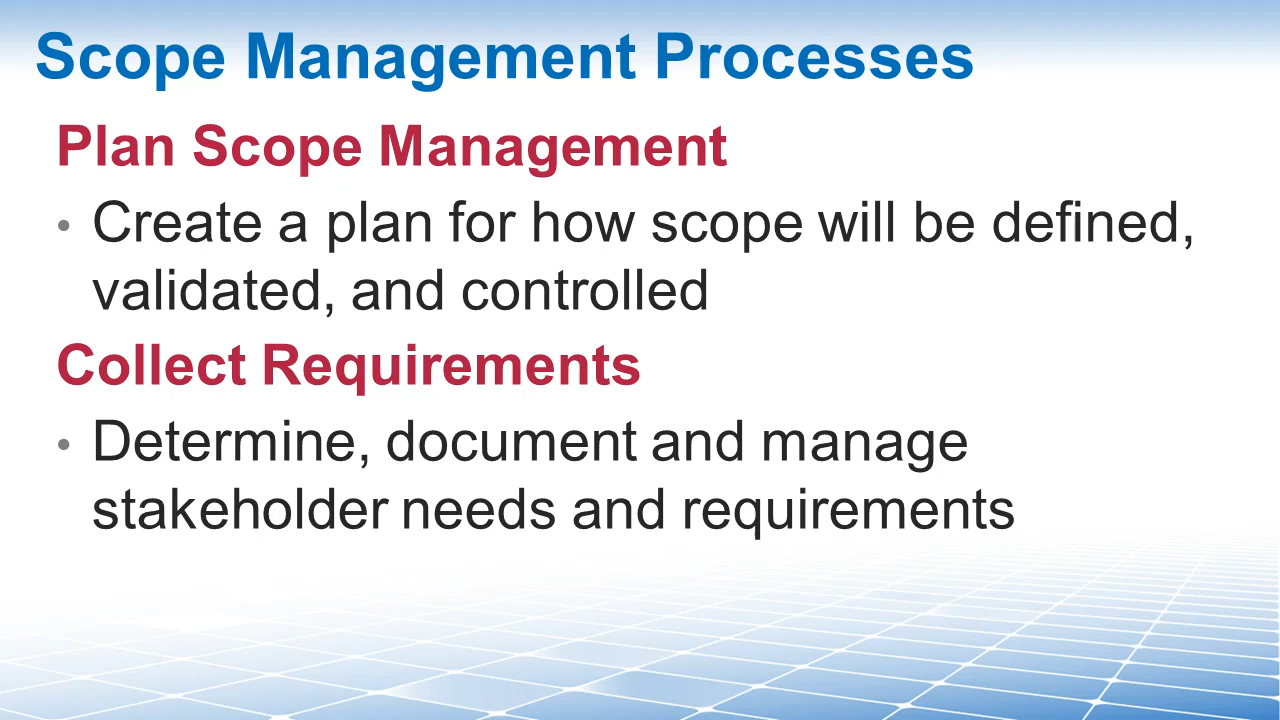 Scope Management Processes
Plan Scope Management
• Create a plan for how scope will be defined,
validated, and controlled
Collect Requirements
• Determine, document and manage
stakeholder needs and requirements